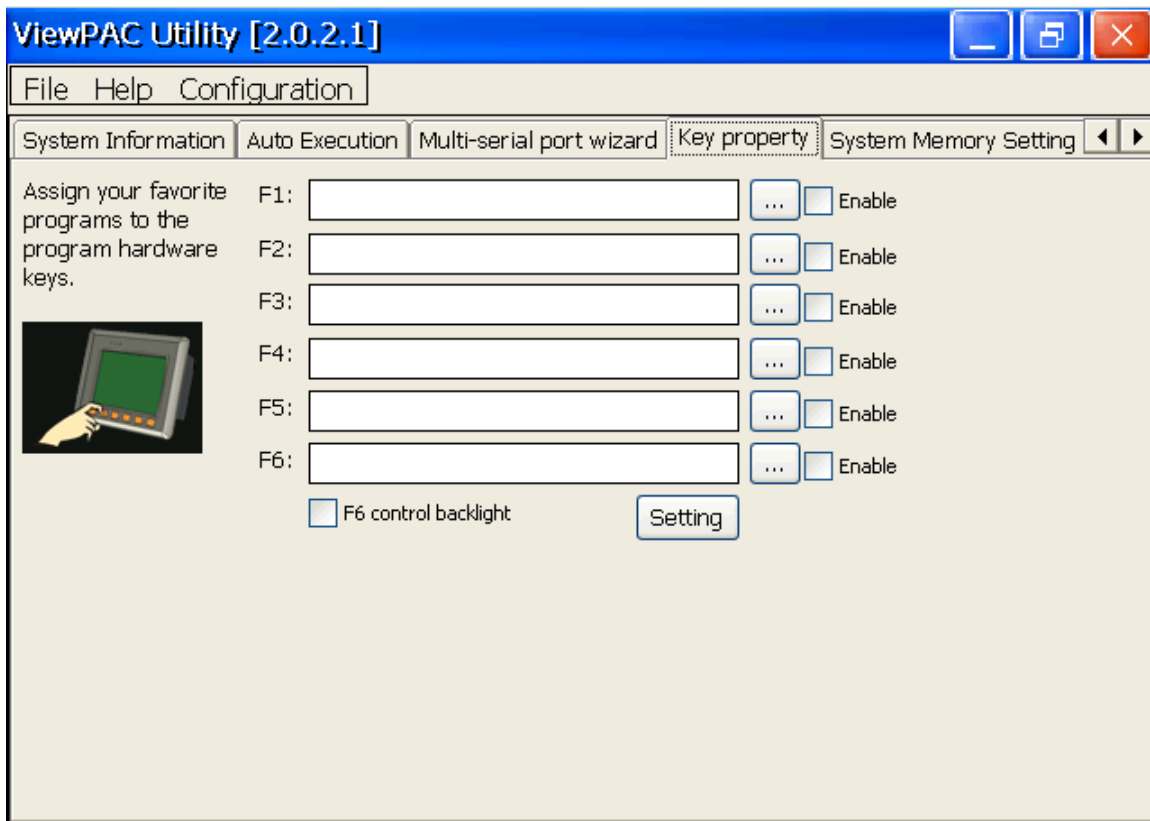 ViewPAC Utility [2.0.2.1]
File Help Configuration
System Information Auto Execution Multi-serial port wizard Key property System Memory Setting
Assign your favorite
programs to the
program hardware
keys.
F1: ... Enable
F2: ... Enable
F3: ... Enable
F4: ... Enable
F5: ... Enable
F6: ... Enable
F6 control backlight Setting